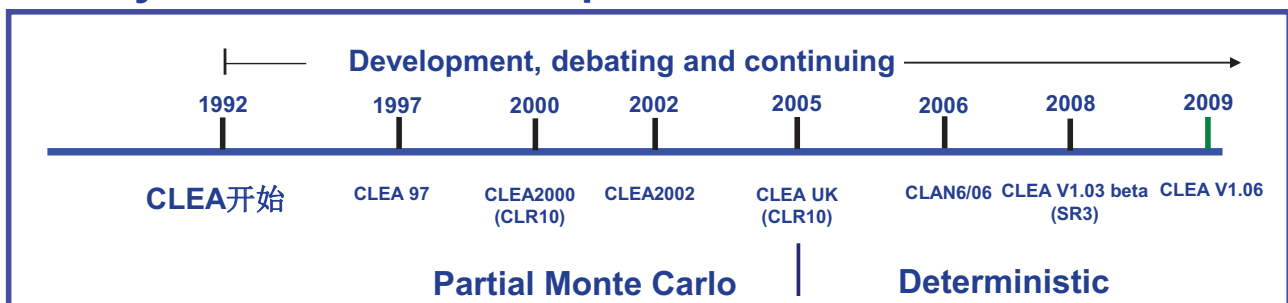 Development, debating and continuing
1992 1997 2000 2002 2005 2006 2008 2009
CLEA开始 CLEA 97 CLEA2000 CLEA2002 CLEA UK CLAN6/06 CLEA V1.03 beta CLEA V1.06
(CLR10) (CLR10) (SR3)
Partial Monte Carlo Deterministic